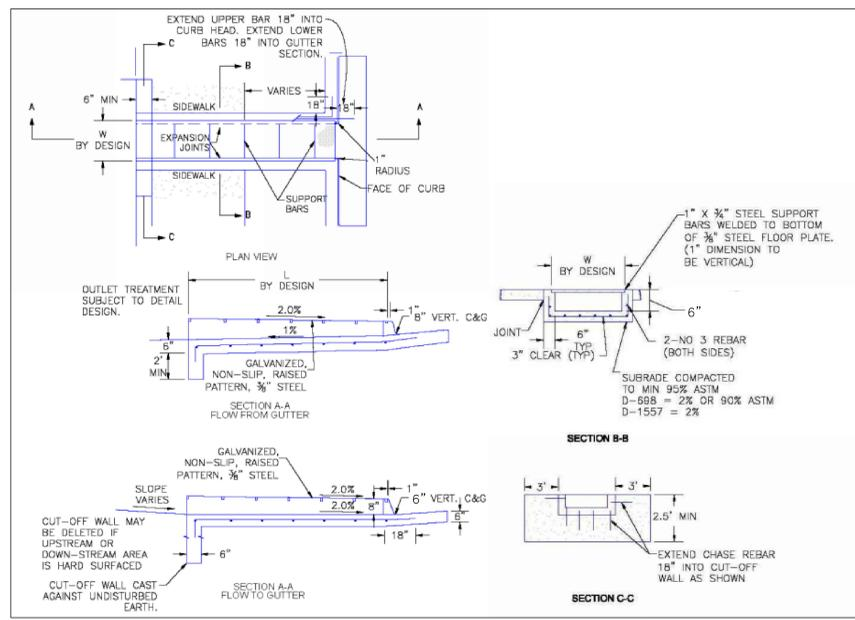 EXTEND UPPER BAR 18" INTO
CURB HEAD. EXTEND LOWER
BARS 18" INTO GUTTER
SECTION.
C
B
VARIES
6" MIN
SIDEWALK
18"
18"
A
A
W
BY DESIGN
EXPANSION
JOINTS
1"
RADIUS
SIDEWALK
SUPPORT
BARS
FACE OF CURB
B
C
PLAN VIEW
L
BY DESIGN
OUTLET TREATMENT
SUBJECT TO DETAIL
DESIGN.
2.0%
1"
8" VERT. C&G
1%
6"
2'
MIN
GALVANIZED,
NON-SLIP, RAISED
PATTERN, ⅜" STEEL
SECTION A-A
FLOW FROM GUTTER
1" X ¾" STEEL SUPPORT
BARS WELDED TO BOTTOM
OF ⅜" STEEL FLOOR PLATE.
(1" DIMENSION TO
BE VERTICAL)
W
BY DESIGN
6"
JOINT
6"
TYP
3" CLEAR (TYP)
2-NO 3 REBAR
(BOTH SIDES)
SUBRADE COMPACTED
TO MIN 95% ASTM
D-698 = 2% OR 90% ASTM
D-1557 = 2%
SECTION B-B
GALVANIZED,
NON-SLIP, RAISED
PATTERN, ⅜" STEEL
SLOPE
VARIES
2.0%
1"
2.0%
8"
6" VERT. C&G
6"
18"
CUT-OFF WALL MAY
BE DELETED IF
UPSTREAM OR
DOWN-STREAM AREA
IS HARD SURFACED
6"
CUT-OFF WALL CAST
AGAINST UNDISTURBED
EARTH.
SECTION A-A
FLOW TO GUTTER
3'
3'
2.5' MIN
EXTEND CHASE REBAR
18" INTO CUT-OFF
WALL AS SHOWN
SECTION C-C